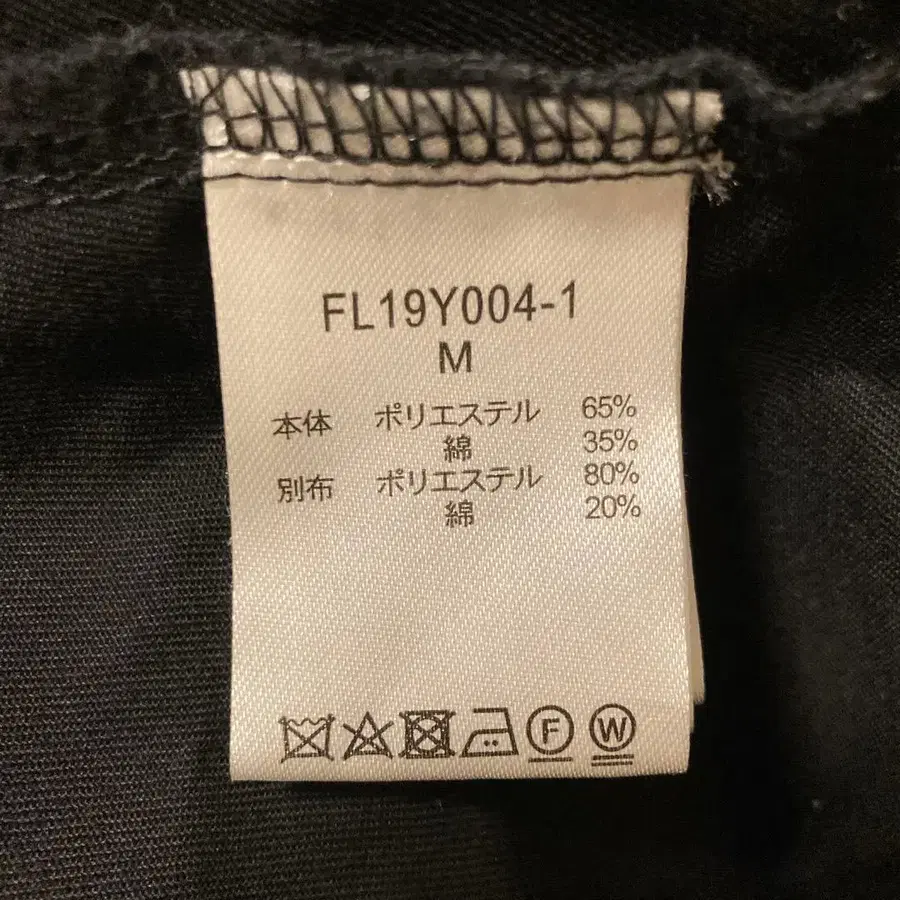 FL19Y004-1
M
本体 ポリエステル 65%
綿 35%
別布 ポリエステル 80%
綿 20%
F W